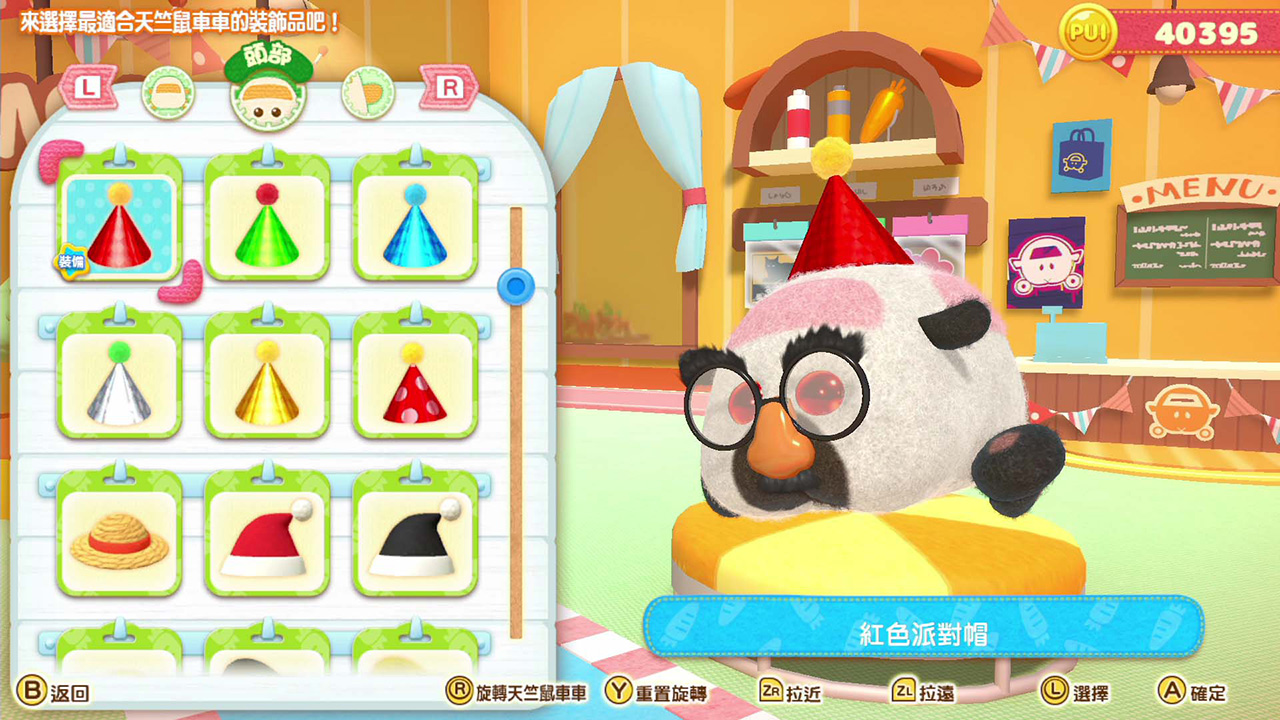 來選擇最適合天竺鼠車車的裝飾品吧！
PUI 40395
頭部
L
R
MENU
裝備
紅色派對帽
B 返回
R 旋轉天竺鼠車車
Y 重置旋轉
ZR 拉近
ZL 拉遠
L 選擇
A 確定